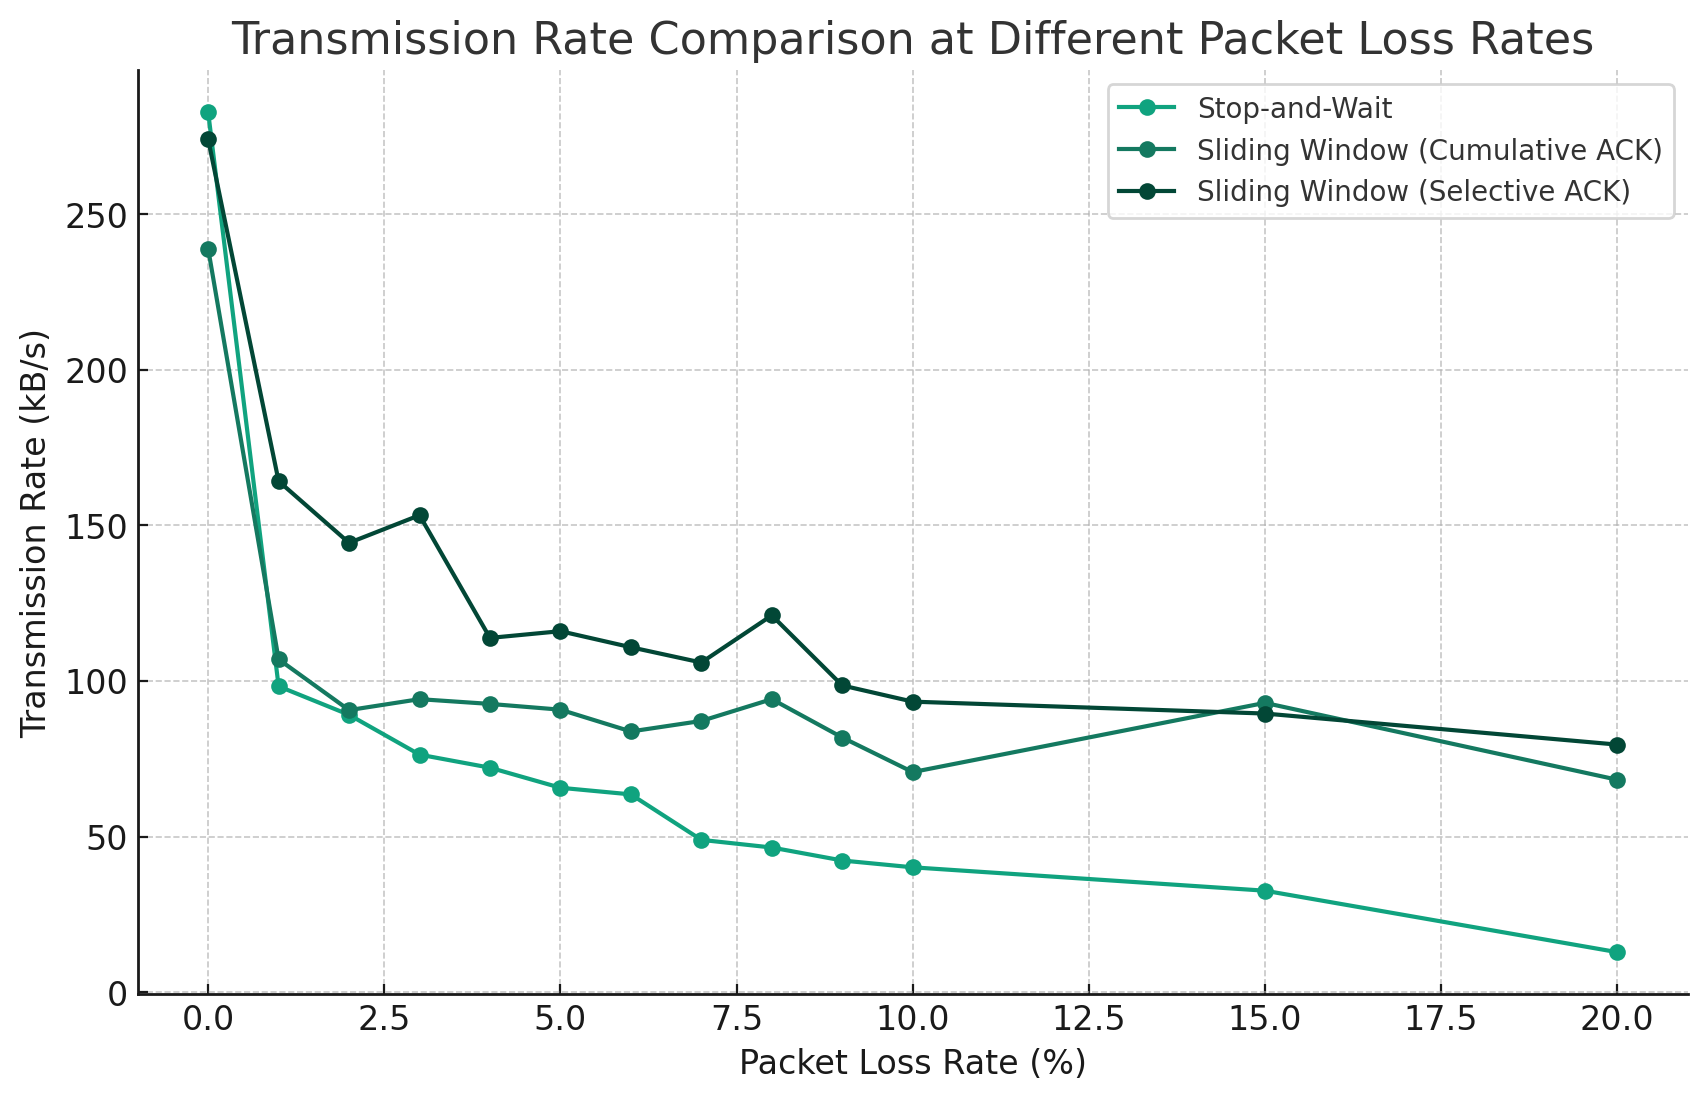 Transmission Rate Comparison at Different Packet Loss Rates
Stop-and-Wait
Sliding Window (Cumulative ACK)
Sliding Window (Selective ACK)
Transmission Rate (kB/s)
250
200
150
100
50
0
0.0 2.5 5.0 7.5 10.0 12.5 15.0 17.5 20.0
Packet Loss Rate (%)